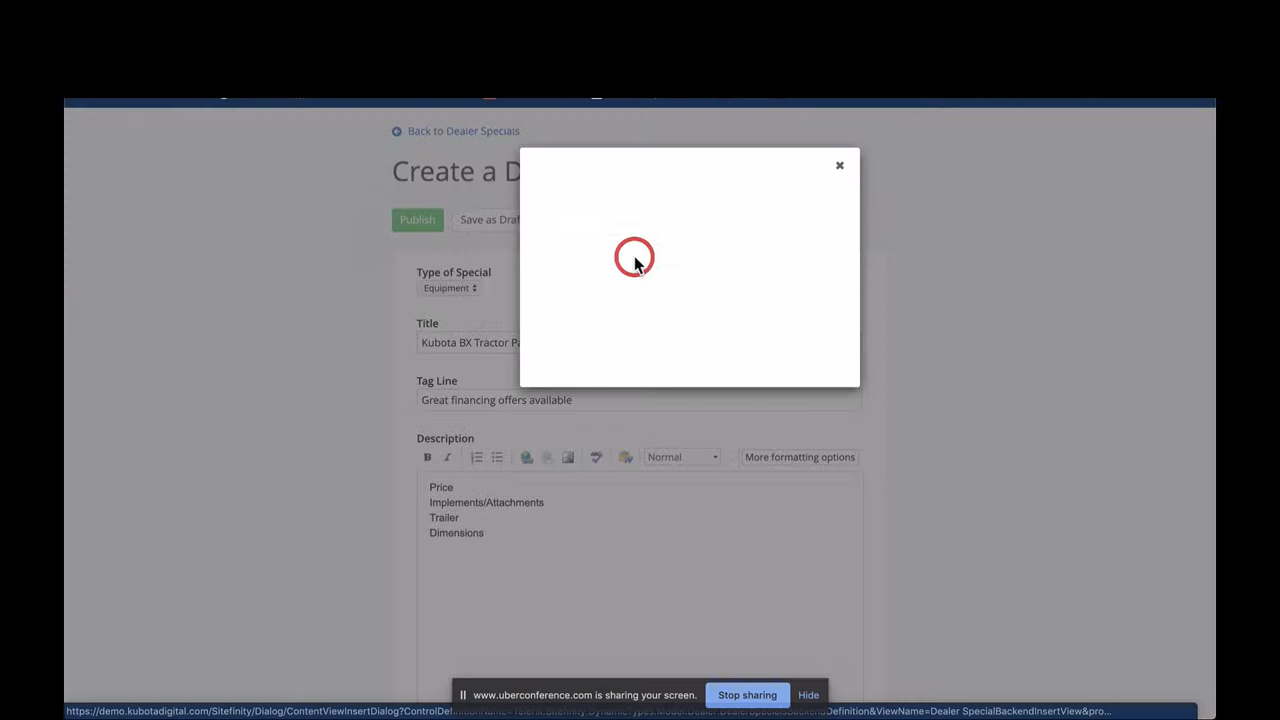 Back to Dealer Specials
Create a D
Publish
Save as Draf
Type of Special
Equipment
Title
Kubota BX Tractor Pa
Tag Line
Great financing offers available
Description
B I
Normal
More formatting options
Price
Implements/Attachments
Trailer
Dimensions
www.uberconference.com is sharing your screen.
Stop sharing
Hide